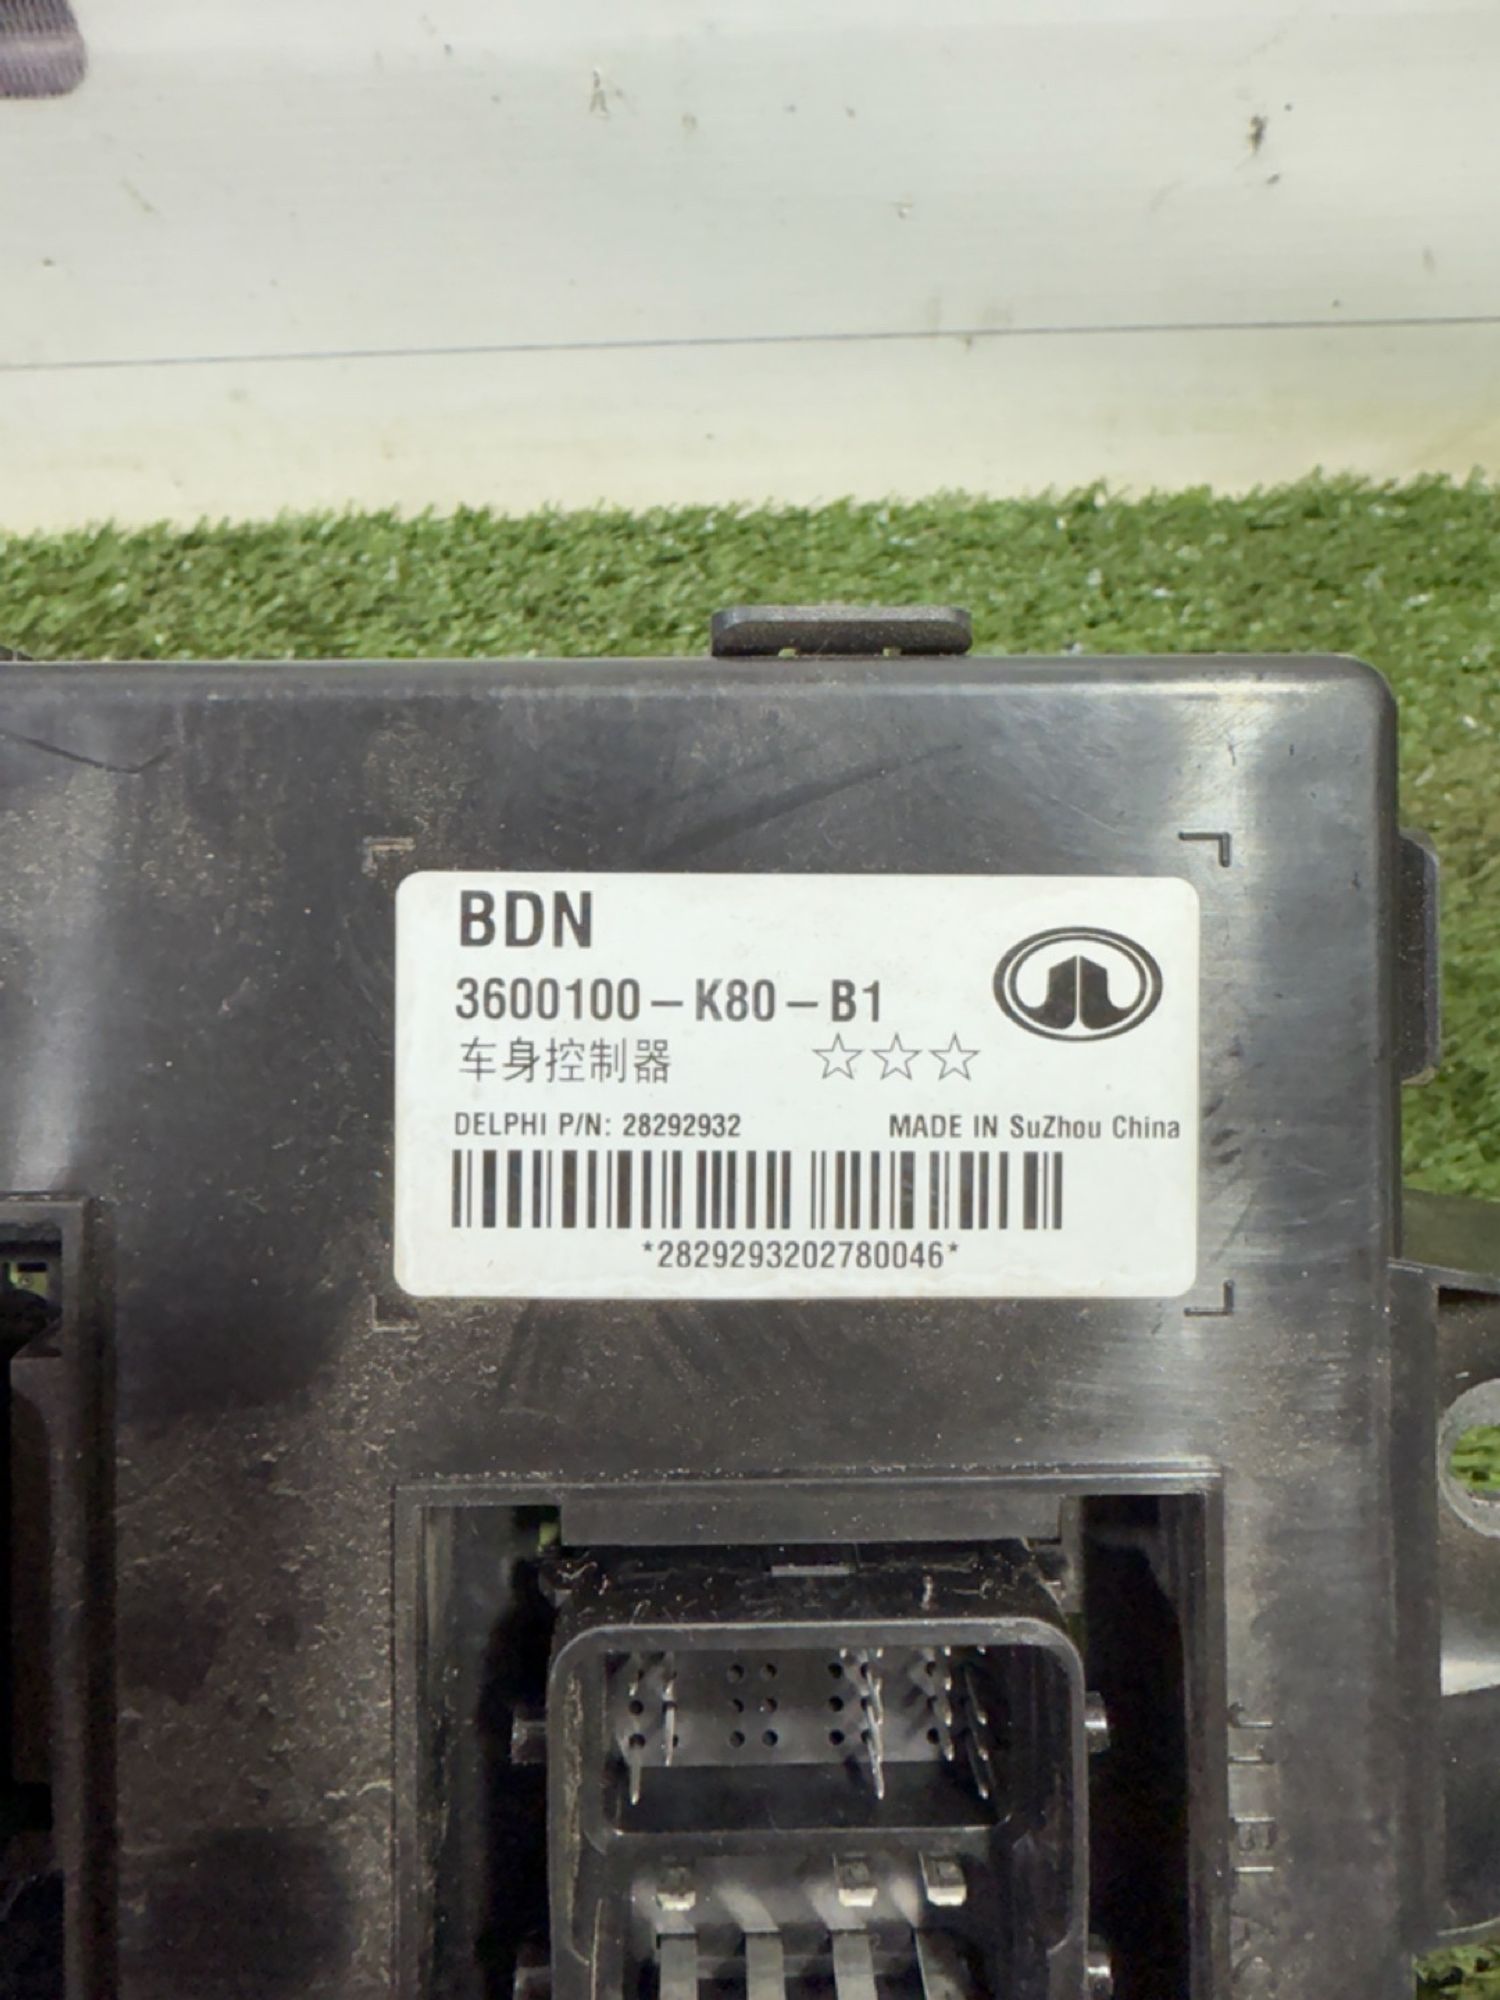 BDN
3600100-K80-B1
车身控制器 ☆☆☆
DELPHI P/N: 28292932 MADE IN SuZhou China
*2829293202780046*